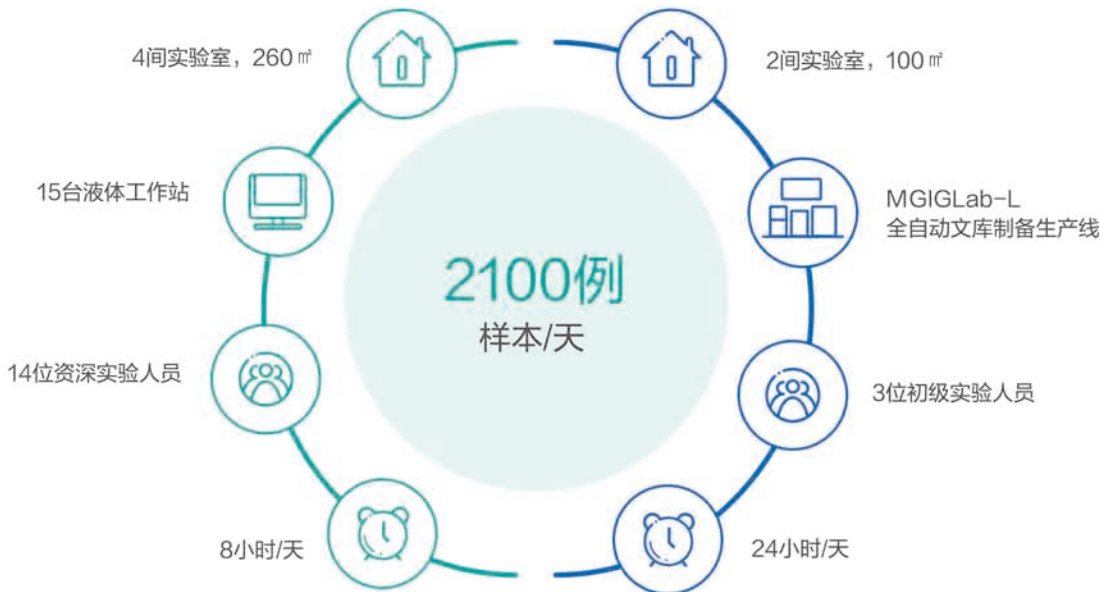 4间实验室，260㎡
2间实验室，100㎡
15台液体工作站
MGIGLab-L
全自动文库制备生产线
2100例
样本/天
14位资深实验人员
3位初级实验人员
8小时/天
24小时/天